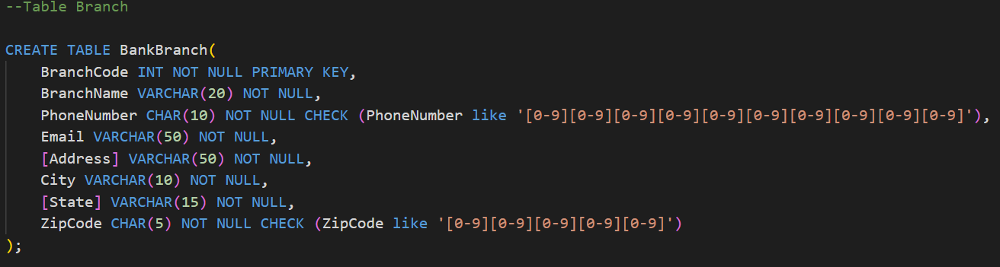 --Table Branch
CREATE TABLE BankBranch(
BranchCode INT NOT NULL PRIMARY KEY,
BranchName VARCHAR(20) NOT NULL,
PhoneNumber CHAR(10) NOT NULL CHECK (PhoneNumber like '[0-9][0-9][0-9][0-9][0-9][0-9][0-9][0-9][0-9][0-9]'),
Email VARCHAR(50) NOT NULL,
[Address] VARCHAR(50) NOT NULL,
City VARCHAR(10) NOT NULL,
[State] VARCHAR(15) NOT NULL,
ZipCode CHAR(5) NOT NULL CHECK (ZipCode like '[0-9][0-9][0-9][0-9][0-9]')
);